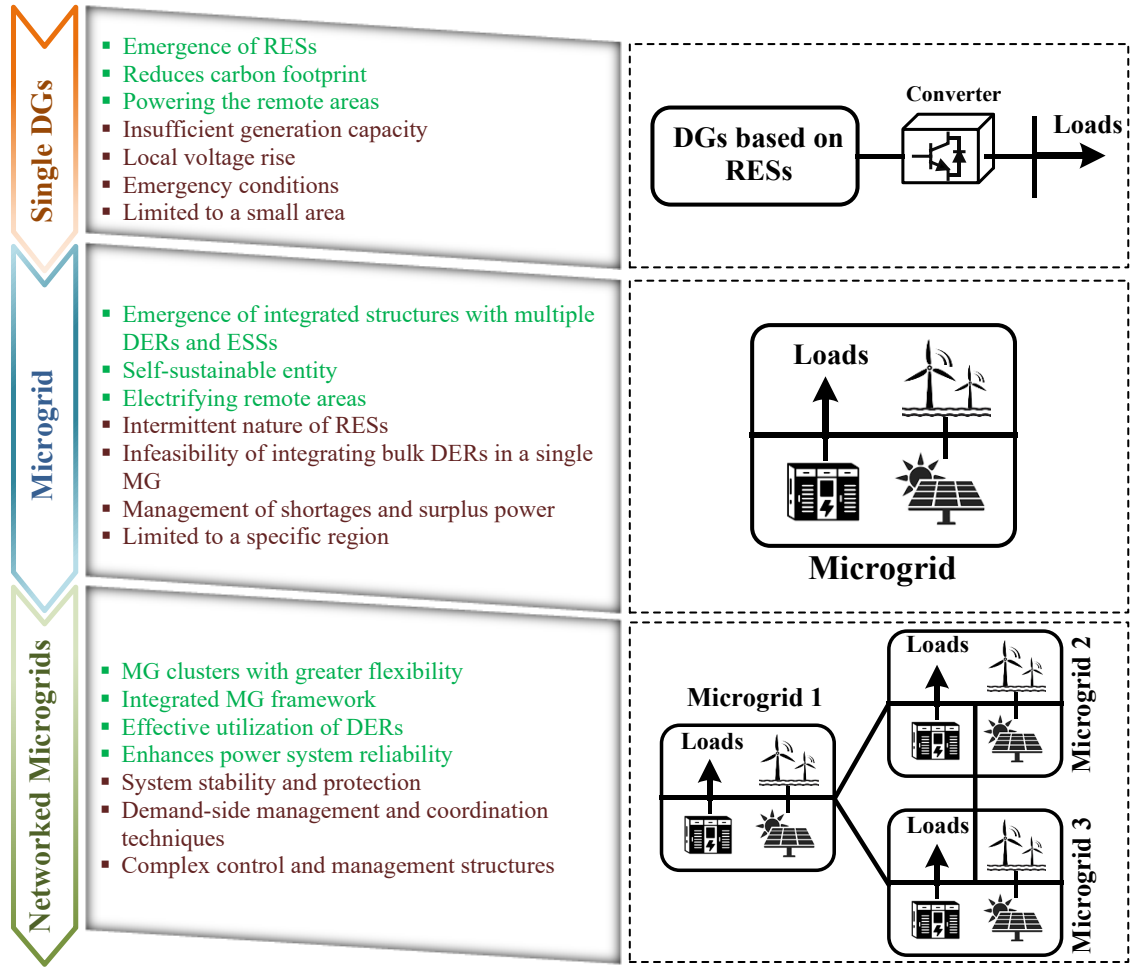 Single DGs
▪ Emergence of RESs
▪ Reduces carbon footprint
▪ Powering the remote areas
▪ Insufficient generation capacity
▪ Local voltage rise
▪ Emergency conditions
▪ Limited to a small area
DGs based on
RESs
Converter
Loads
Microgrid
▪ Emergence of integrated structures with multiple
DERs and ESSs
▪ Self-sustainable entity
▪ Electrifying remote areas
▪ Intermittent nature of RESs
▪ Infeasibility of integrating bulk DERs in a single
MG
▪ Management of shortages and surplus power
▪ Limited to a specific region
Loads
Microgrid
Networked Microgrids
▪ MG clusters with greater flexibility
▪ Integrated MG framework
▪ Effective utilization of DERs
▪ Enhances power system reliability
▪ System stability and protection
▪ Demand-side management and coordination
techniques
▪ Complex control and management structures
Microgrid 1
Loads
Loads
Microgrid 2
Loads
Microgrid 3